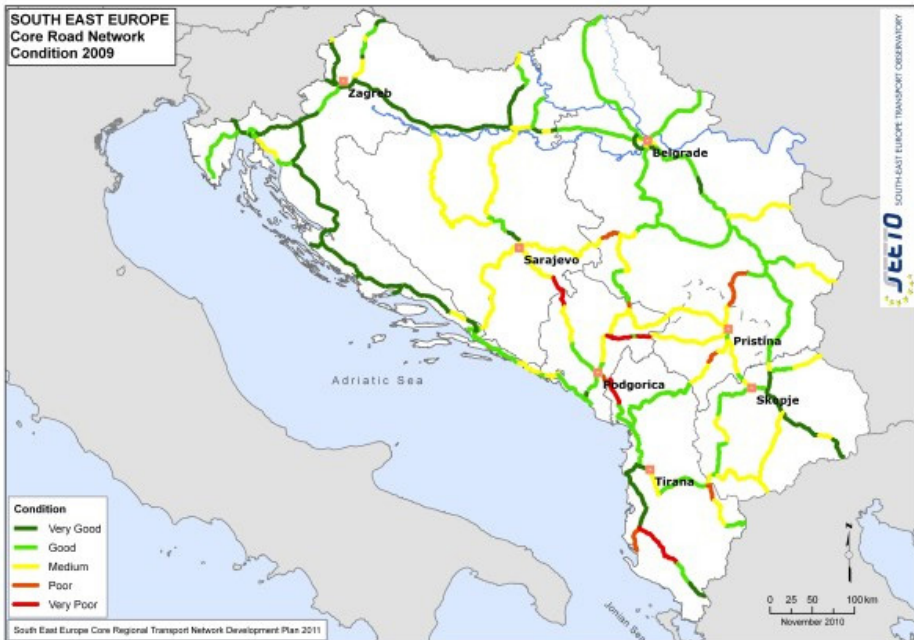 SOUTH EAST EUROPE
Core Road Network
Condition 2009
SEETO SOUTH-EAST EUROPE TRANSPORT OBSERVATORY
Zagreb
Belgrade
Sarajevo
Pristina
Podgorica
Skopje
Adriatic Sea
Tirana
Condition
Very Good
Good
Medium
Poor
Very Poor
Jonian Sea
N
0 25 50 100 km
November 2010
South East Europe Core Regional Transport Network Development Plan 2011